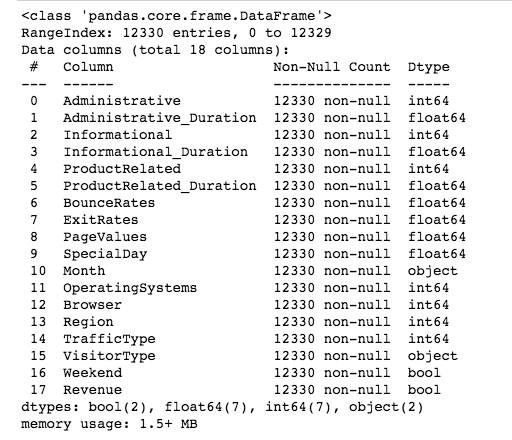 <class 'pandas.core.frame.DataFrame'>
RangeIndex: 12330 entries, 0 to 12329
Data columns (total 18 columns):
 #   Column                   Non-Null Count  Dtype
---  ------                   --------------  -----
 0   Administrative           12330 non-null  int64
 1   Administrative_Duration  12330 non-null  float64
 2   Informational            12330 non-null  int64
 3   Informational_Duration   12330 non-null  float64
 4   ProductRelated           12330 non-null  int64
 5   ProductRelated_Duration  12330 non-null  float64
 6   BounceRates              12330 non-null  float64
 7   ExitRates                12330 non-null  float64
 8   PageValues               12330 non-null  float64
 9   SpecialDay               12330 non-null  float64
 10  Month                    12330 non-null  object
 11  OperatingSystems         12330 non-null  int64
 12  Browser                  12330 non-null  int64
 13  Region                   12330 non-null  int64
 14  TrafficType              12330 non-null  int64
 15  VisitorType              12330 non-null  object
 16  Weekend                  12330 non-null  bool
 17  Revenue                  12330 non-null  bool
dtypes: bool(2), float64(7), int64(7), object(2)
memory usage: 1.5+ MB